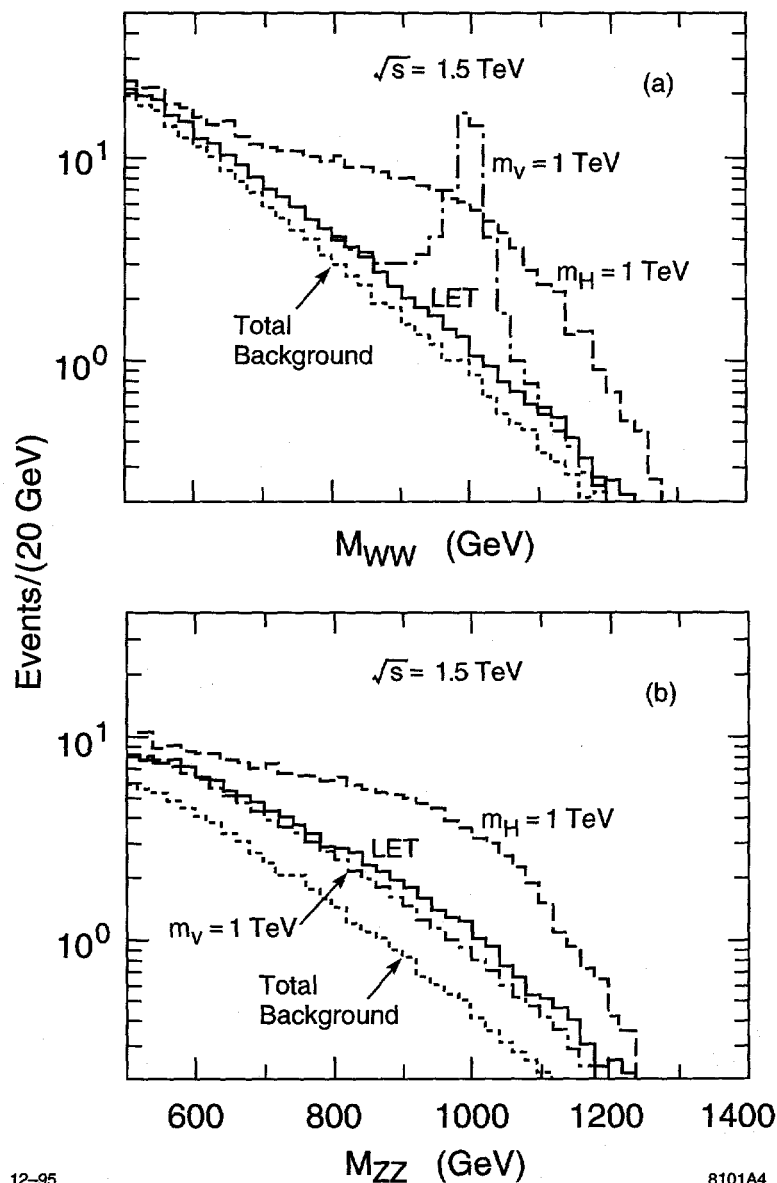 √s = 1.5 TeV
(a)
10¹
m_V = 1 TeV
m_H = 1 TeV
LET
Total
Background
10⁰
Events/(20 GeV)
M_WW (GeV)
√s = 1.5 TeV
(b)
10¹
m_H = 1 TeV
LET
m_V = 1 TeV
10⁰
Total
Background
600 800 1000 1200 1400
M_ZZ (GeV)
12–95
8101A4